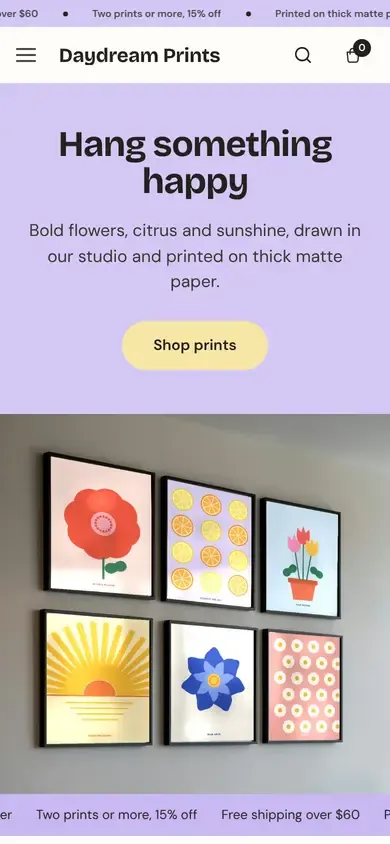 over $60 • Two prints or more, 15% off • Printed on thick matte
Daydream Prints
0
Hang something
happy
Bold flowers, citrus and sunshine, drawn in
our studio and printed on thick matte
paper.
Shop prints
Two prints or more, 15% off Free shipping over $60